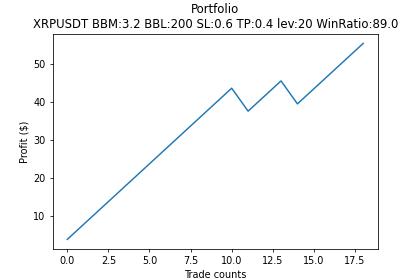 Portfolio
XRPUSDT BBM:3.2 BBL:200 SL:0.6 TP:0.4 lev:20 WinRatio:89.0
Profit ($)
50
40
30
20
10
0.0 2.5 5.0 7.5 10.0 12.5 15.0 17.5
Trade counts